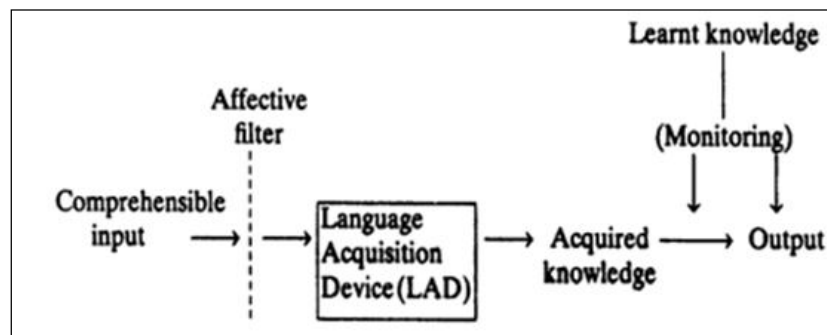 Learnt knowledge
Affective
filter
(Monitoring)
Comprehensible
input
Language
Acquisition
Device (LAD)
Acquired
knowledge
Output